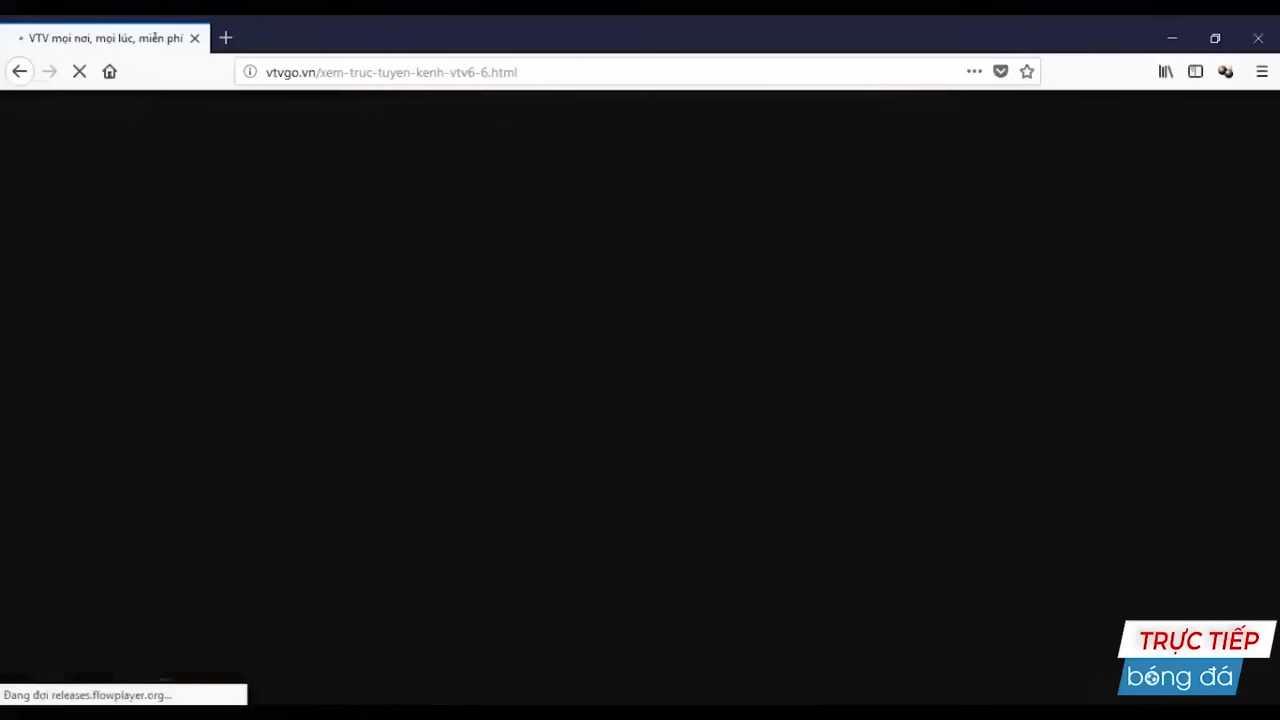 VTV mọi nơi, mọi lúc, miễn phí
vtvgo.vn/xem-truc-tuyen-kenh-vtv6-6.html
TRỰC TIẾP
bóng đá
Đang đợi releases.flowplayer.org...